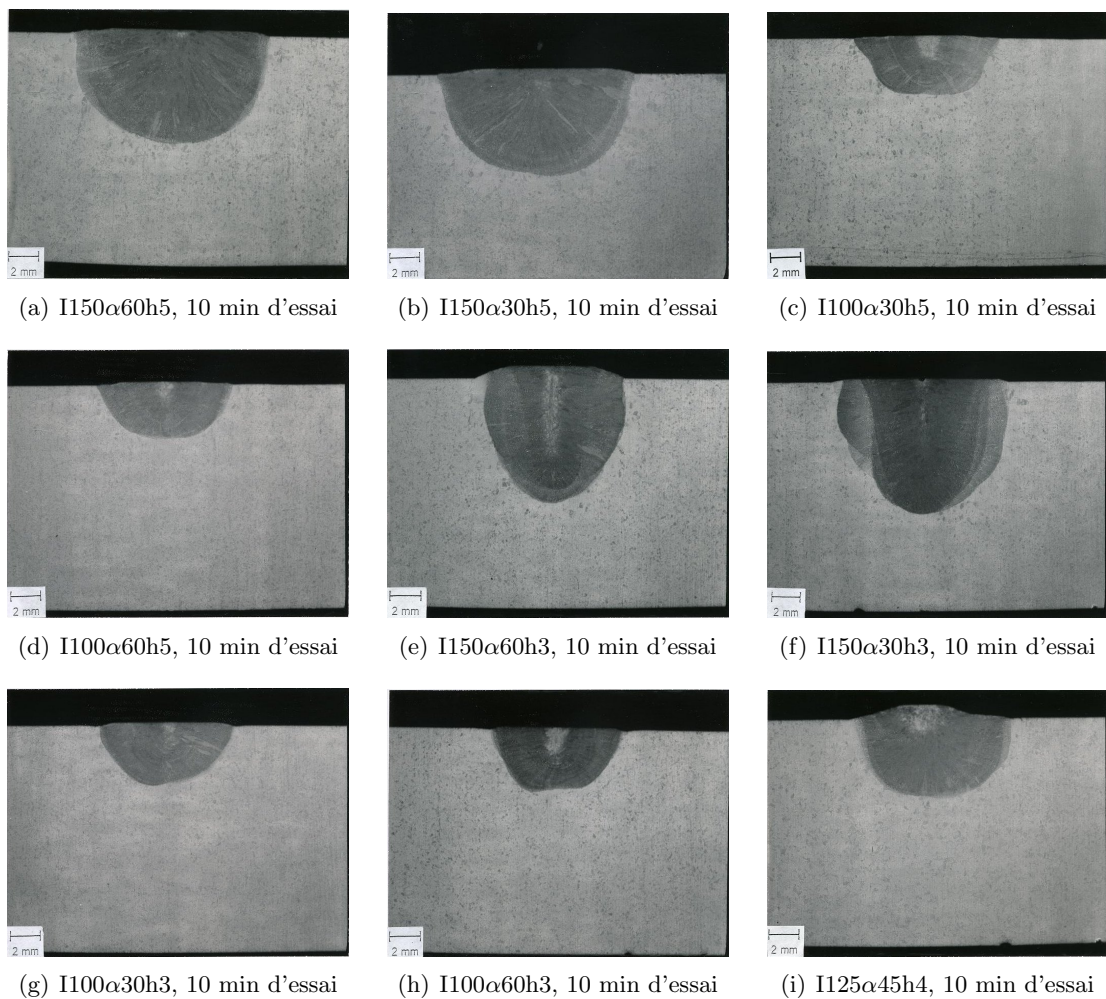 2 mm
2 mm
2 mm
(a) I150α60h5, 10 min d'essai
(b) I150α30h5, 10 min d'essai
(c) I100α30h5, 10 min d'essai
2 mm
2 mm
2 mm
(d) I100α60h5, 10 min d'essai
(e) I150α60h3, 10 min d'essai
(f) I150α30h3, 10 min d'essai
2 mm
2 mm
2 mm
(g) I100α30h3, 10 min d'essai
(h) I100α60h3, 10 min d'essai
(i) I125α45h4, 10 min d'essai